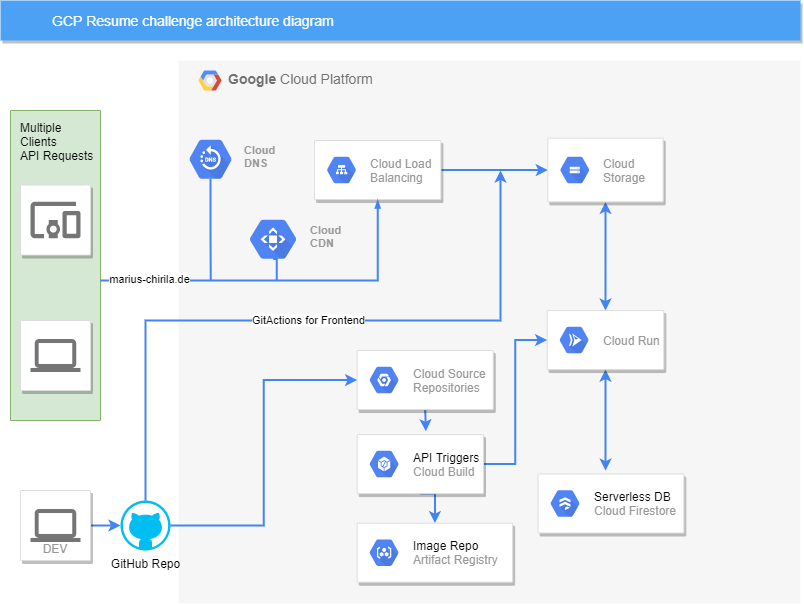 GCP Resume challenge architecture diagram
Google Cloud Platform
Multiple
Clients
API Requests
Cloud
DNS
DNS
Cloud Load
Balancing
Cloud
Storage
Cloud
CDN
marius-chirila.de
GitActions for Frontend
Cloud Run
Cloud Source
Repositories
API Triggers
Cloud Build
Serverless DB
Cloud Firestore
DEV
GitHub Repo
Image Repo
Artifact Registry